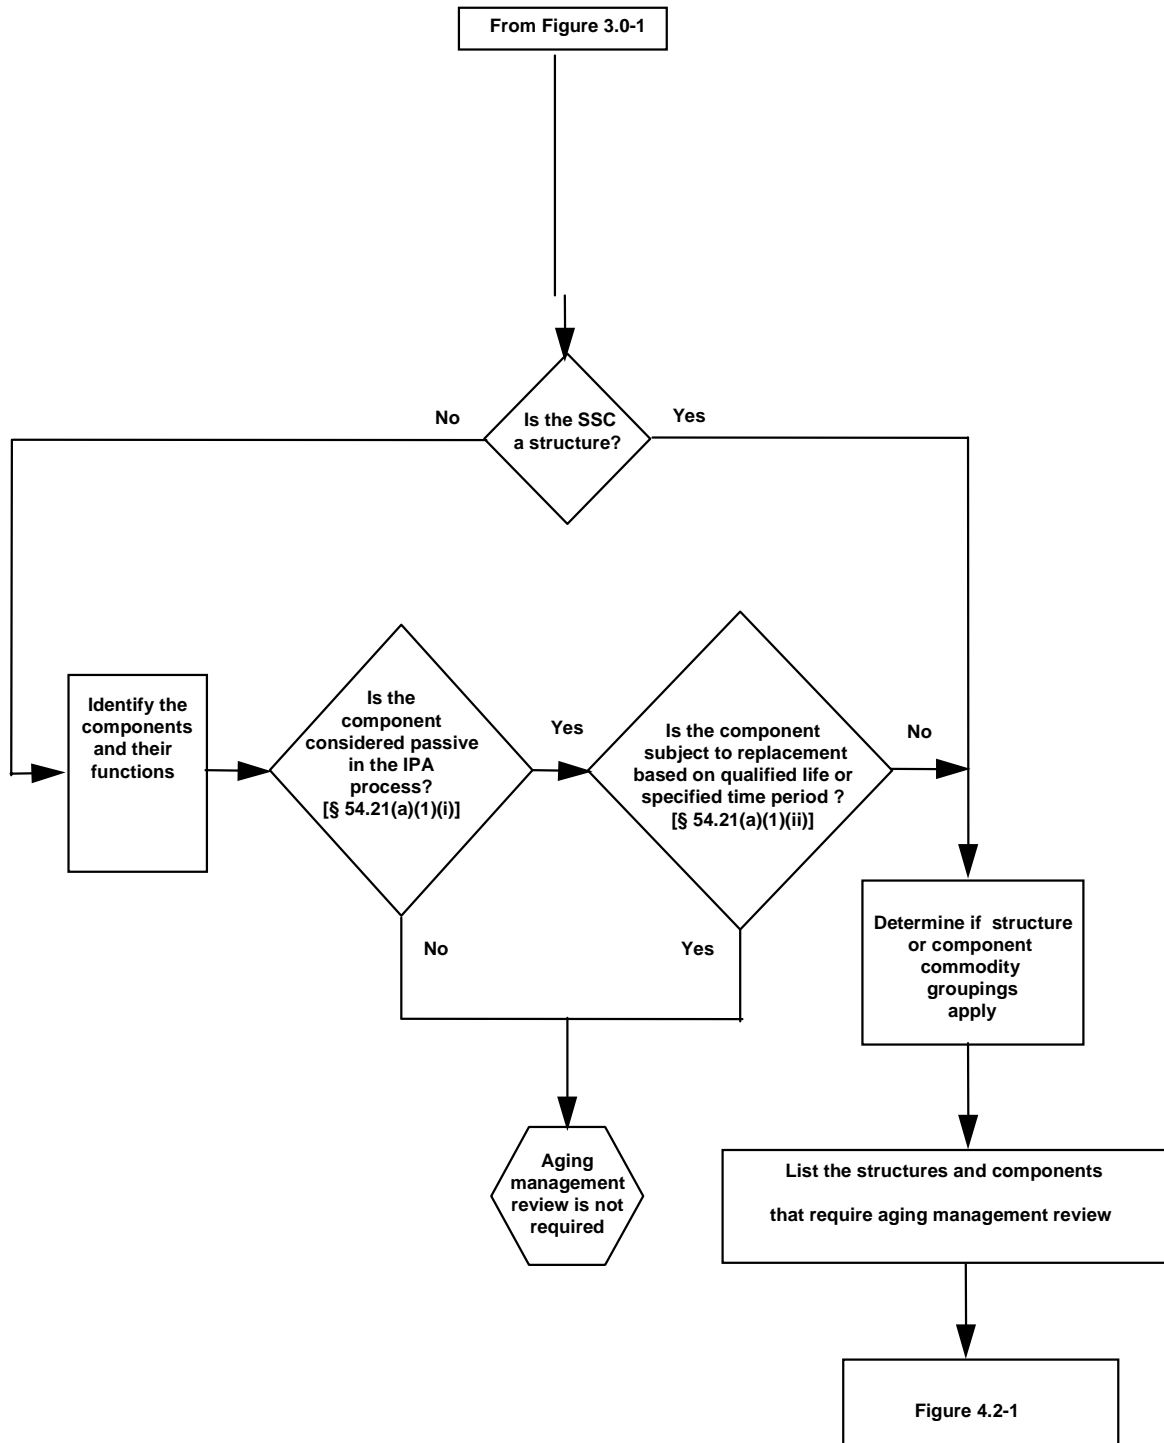 From Figure 3.0-1
No
Is the SSC
a structure?
Yes
Identify the
components
and their
functions
Is the
component
considered passive
in the IPA
process?
[§ 54.21(a)(1)(i)]
Yes
Is the component
subject to replacement
based on qualified life or
specified time period ?
[§ 54.21(a)(1)(ii)]
No
No
Yes
Determine if structure
or component
commodity
groupings
apply
Aging
management
review is not
required
List the structures and components
that require aging management review
Figure 4.2-1